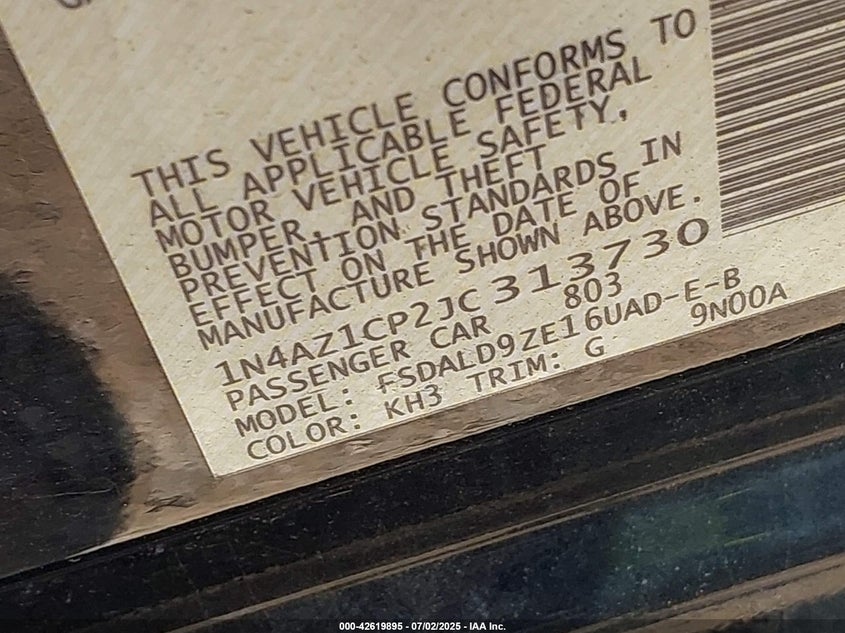 THIS VEHICLE CONFORMS TO
ALL APPLICABLE FEDERAL
MOTOR VEHICLE SAFETY,
BUMPER, AND THEFT
PREVENTION STANDARDS IN
EFFECT ON THE DATE OF
MANUFACTURE SHOWN ABOVE.
1N4AZ1CP2JC313730
PASSENGER CAR 803
MODEL: FSDALD9ZE16UAD-E-B
COLOR: KH3 TRIM: G 9N00A
000-42619895 - 07/02/2025 - IAA Inc.